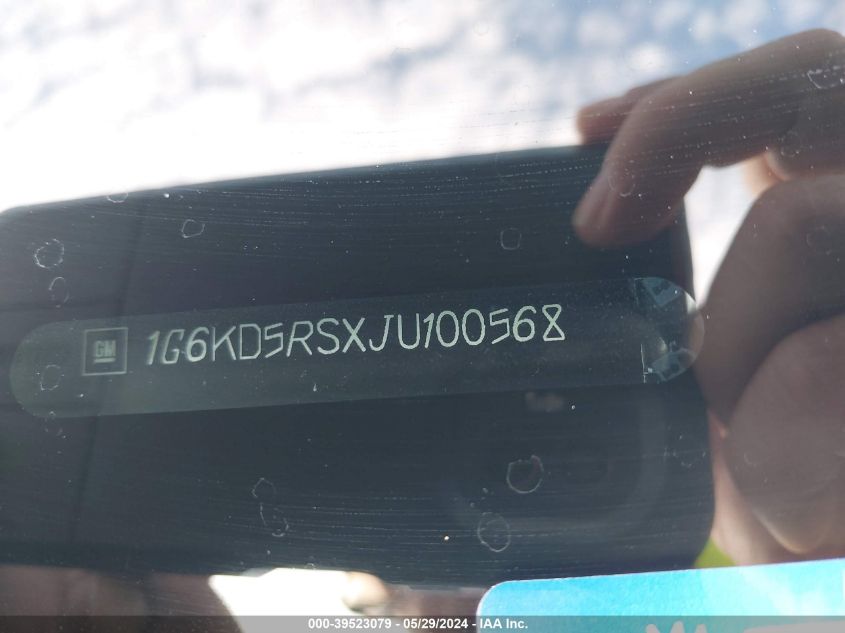 GM 1G6KD5RSXJU100568
000-39523079 - 05/29/2024 - IAA Inc.